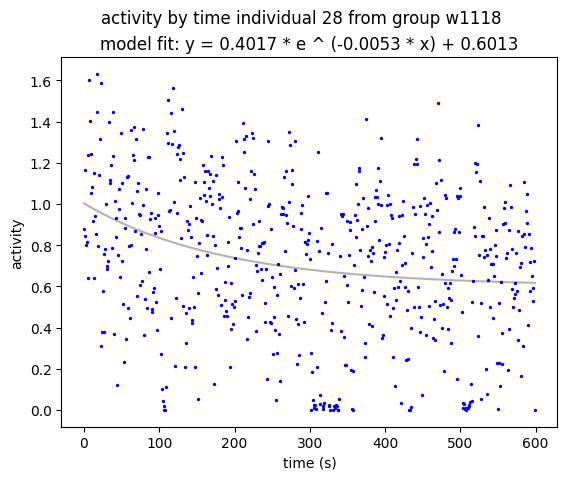 activity by time individual 28 from group w1118
model fit: y = 0.4017 * e ^ (-0.0053 * x) + 0.6013
1.6
1.4
1.2
1.0
0.8
0.6
0.4
0.2
0.0
activity
0 100 200 300 400 500 600
time (s)